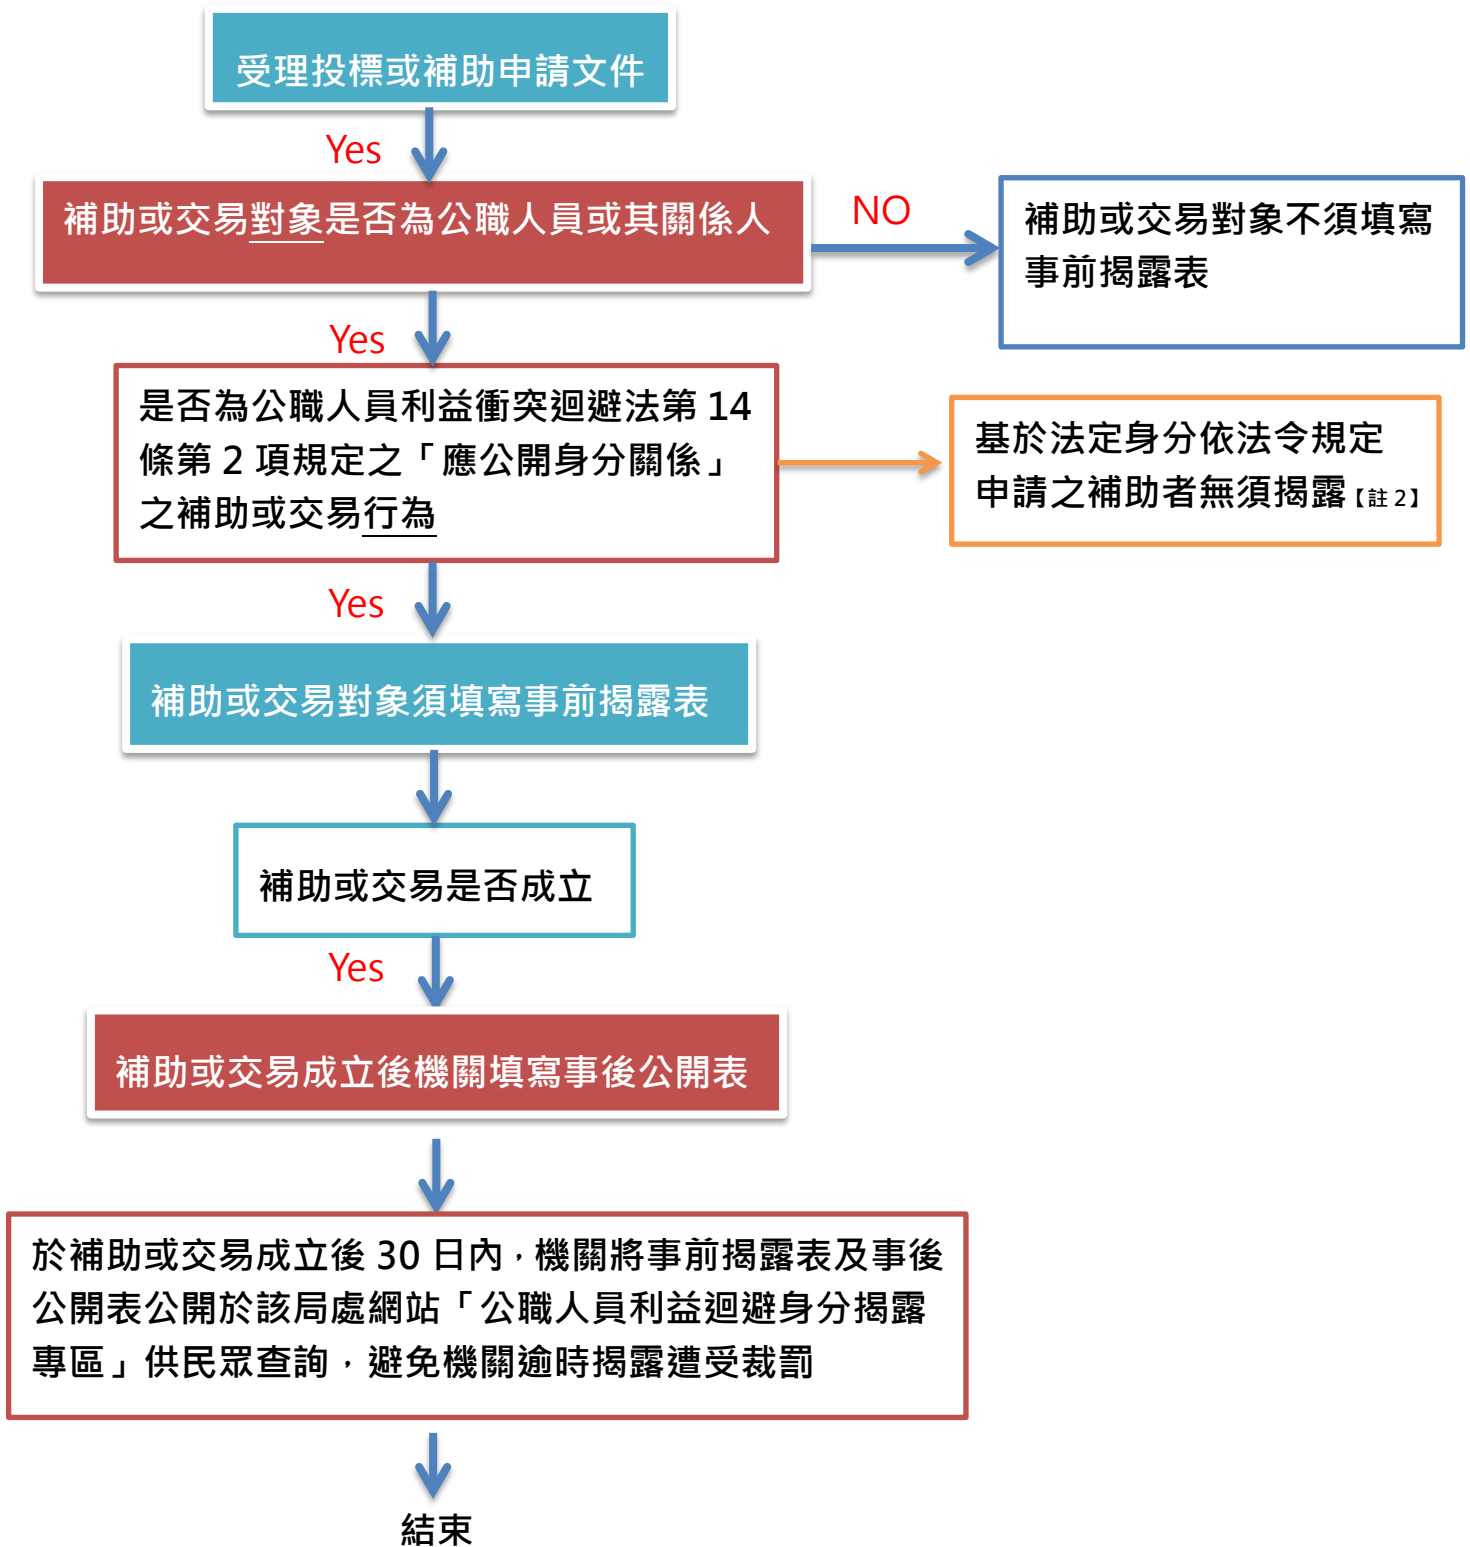 受理投標或補助申請文件
Yes
補助或交易對象是否為公職人員或其關係人
NO
補助或交易對象不須填寫
事前揭露表
Yes
是否為公職人員利益衝突迴避法第 14
條第 2 項規定之「應公開身分關係」
之補助或交易行為
基於法定身分依法令規定
申請之補助者無須揭露【註 2】
Yes
補助或交易對象須填寫事前揭露表
補助或交易是否成立
Yes
補助或交易成立後機關填寫事後公開表
於補助或交易成立後 30 日內，機關將事前揭露表及事後
公開表公開於該局處網站「公職人員利益迴避身分揭露
專區」供民眾查詢，避免機關逾時揭露遭受裁罰
結束